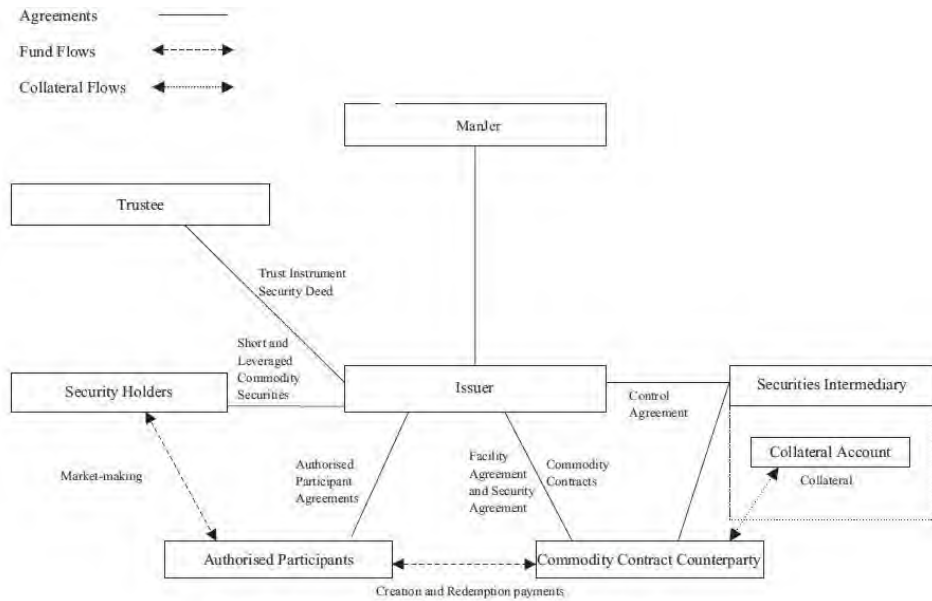 Agreements
Fund Flows
Collateral Flows
ManJer
Trustee
Trust Instrument
Security Deed
Short and
Leveraged
Commodity
Securities
Security Holders
Issuer
Securities Intermediary
Control
Agreement
Collateral Account
Collateral
Market-making
Authorised
Participant
Agreements
Facility
Agreement
and Security
Agreement
Commodity
Contracts
Authorised Participants
Commodity Contract Counterparty
Creation and Redemption payments